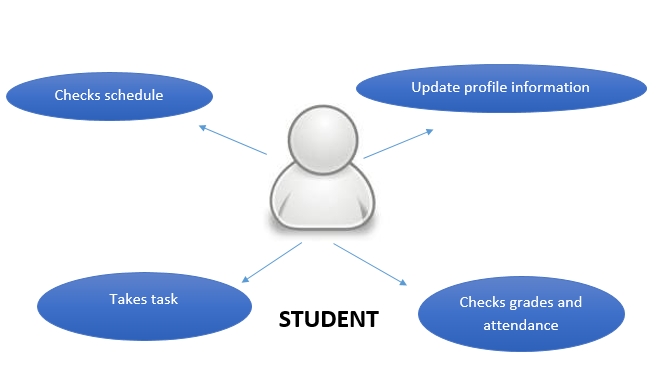 Update profile information
Checks schedule
Takes task
Checks grades and
attendance
STUDENT